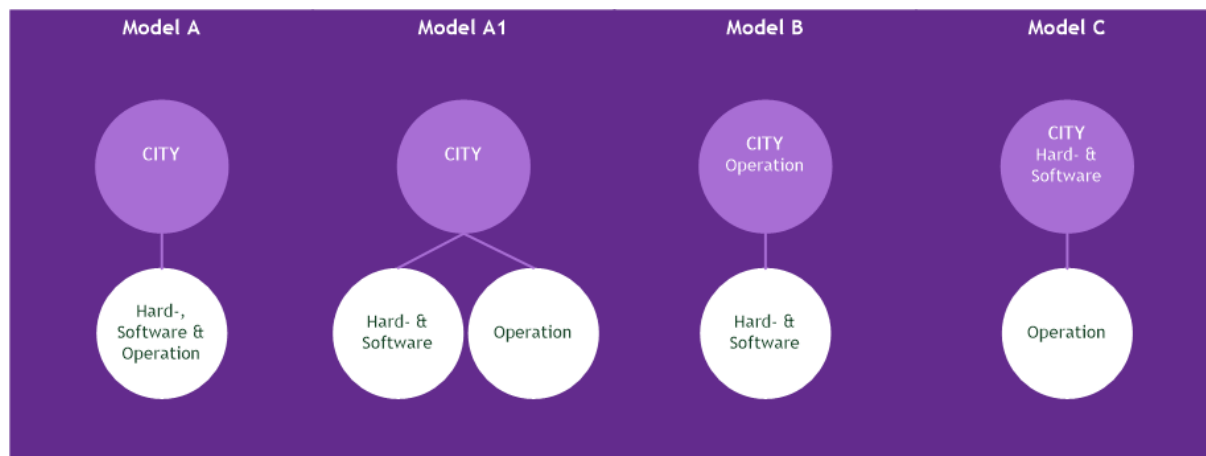 Model A
Model A1
Model B
Model C
CITY
CITY
CITY
Operation
CITY
Hard- &
Software
Hard-,
Software &
Operation
Hard- &
Software
Operation
Hard- &
Software
Operation